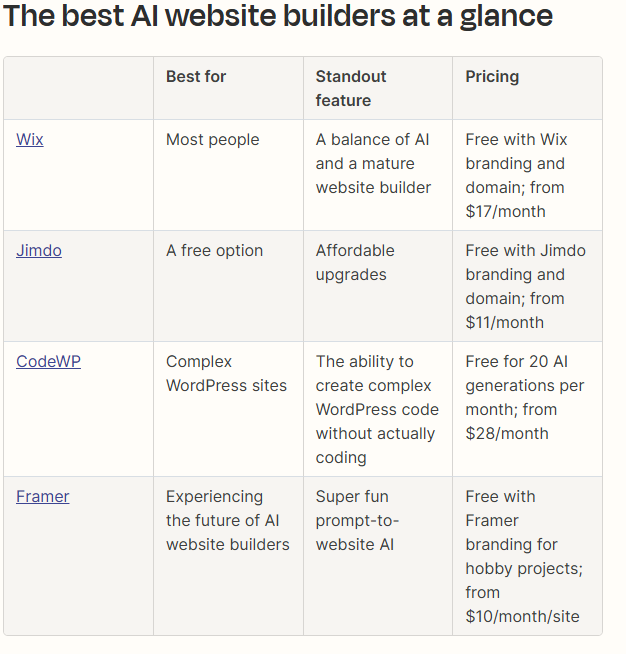 The best AI website builders at a glance
Best for
Standout
feature
Pricing
Wix
Most people
A balance of AI
and a mature
website builder
Free with Wix
branding and
domain; from
$17/month
Jimdo
A free option
Affordable
upgrades
Free with Jimdo
branding and
domain; from
$11/month
CodeWP
Complex
WordPress sites
The ability to
create complex
WordPress code
without actually
coding
Free for 20 AI
generations per
month; from
$28/month
Framer
Experiencing
the future of AI
website builders
Super fun
prompt-to-
website AI
Free with
Framer
branding for
hobby projects;
from
$10/month/site